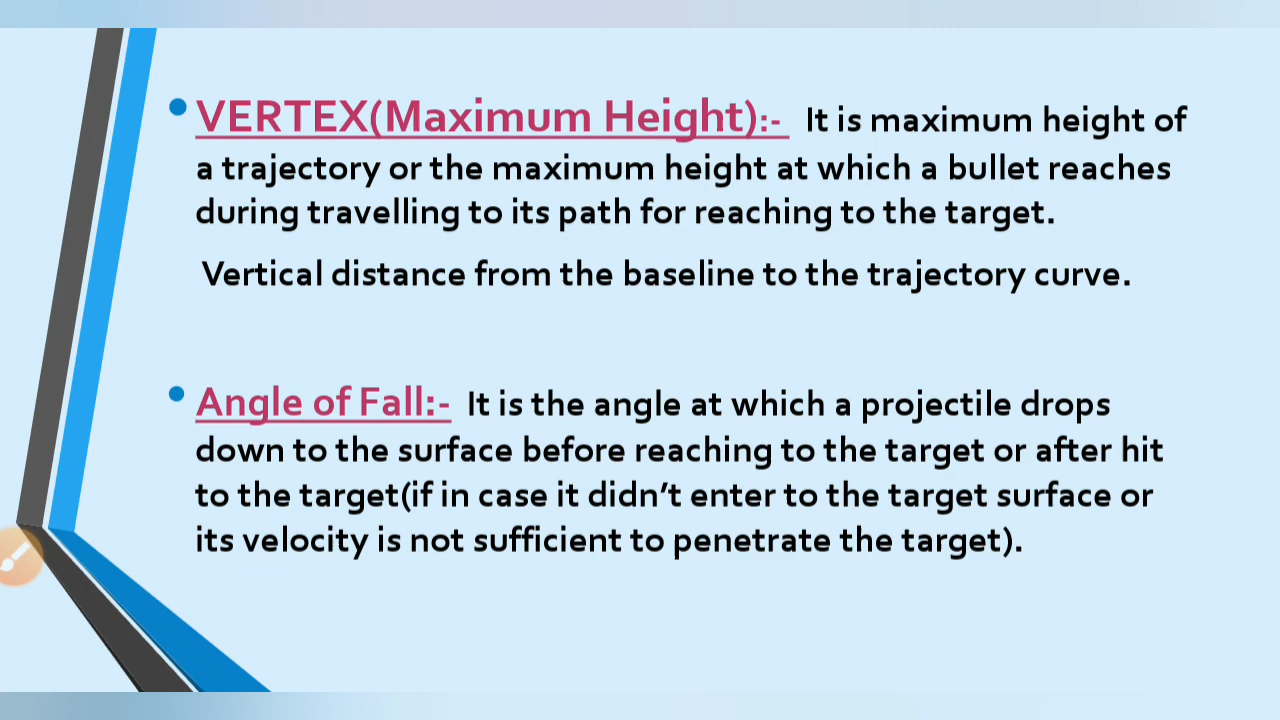 • VERTEX(Maximum Height):- It is maximum height of
a trajectory or the maximum height at which a bullet reaches
during travelling to its path for reaching to the target.
Vertical distance from the baseline to the trajectory curve.
• Angle of Fall:- It is the angle at which a projectile drops
down to the surface before reaching to the target or after hit
to the target(if in case it didn’t enter to the target surface or
its velocity is not sufficient to penetrate the target).